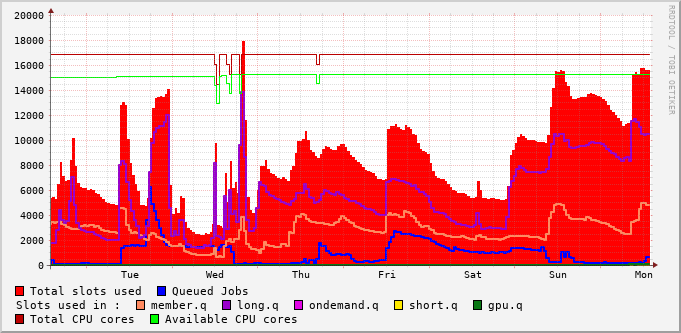 20000
18000
16000
14000
12000
10000
8000
6000
4000
2000
0
Tue Wed Thu Fri Sat Sun Mon
Total slots used Queued Jobs
Slots used in : member.q long.q ondemand.q short.q gpu.q
Total CPU cores Available CPU cores
RRDTOOL / TOBI OETIKER